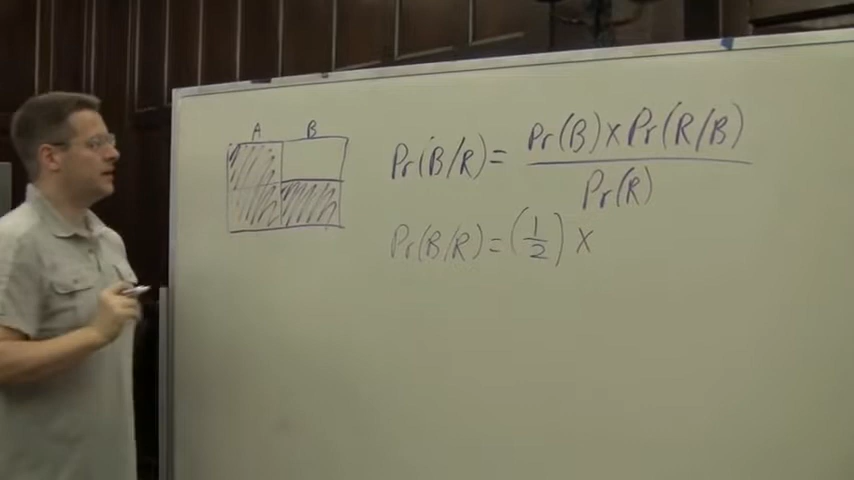 A B
Pr(B/R) = Pr(B) x Pr(R/B)
Pr(R)
Pr(B/R) = (1/2) x